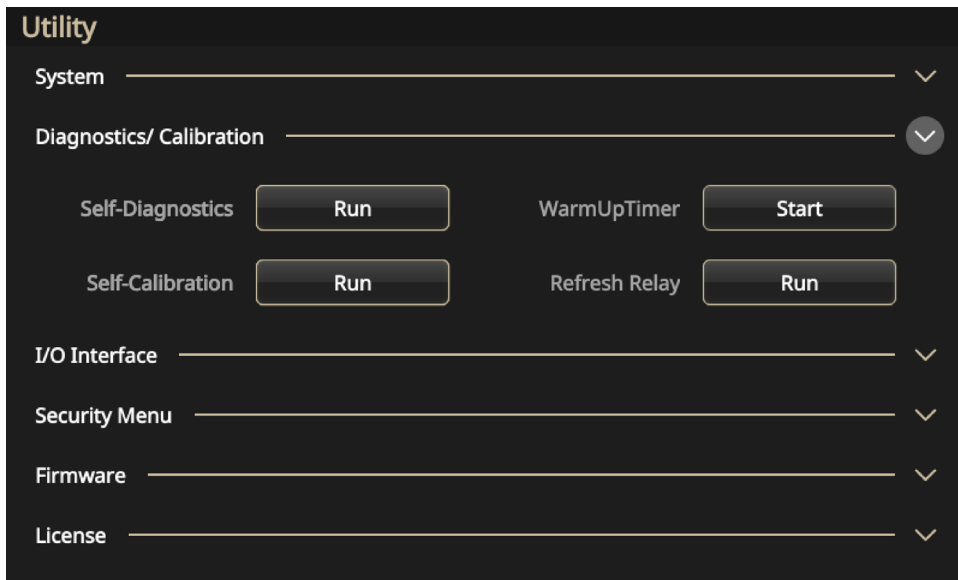 Utility
System
Diagnostics/ Calibration
Self-Diagnostics Run WarmUpTimer Start
Self-Calibration Run Refresh Relay Run
I/O Interface
Security Menu
Firmware
License